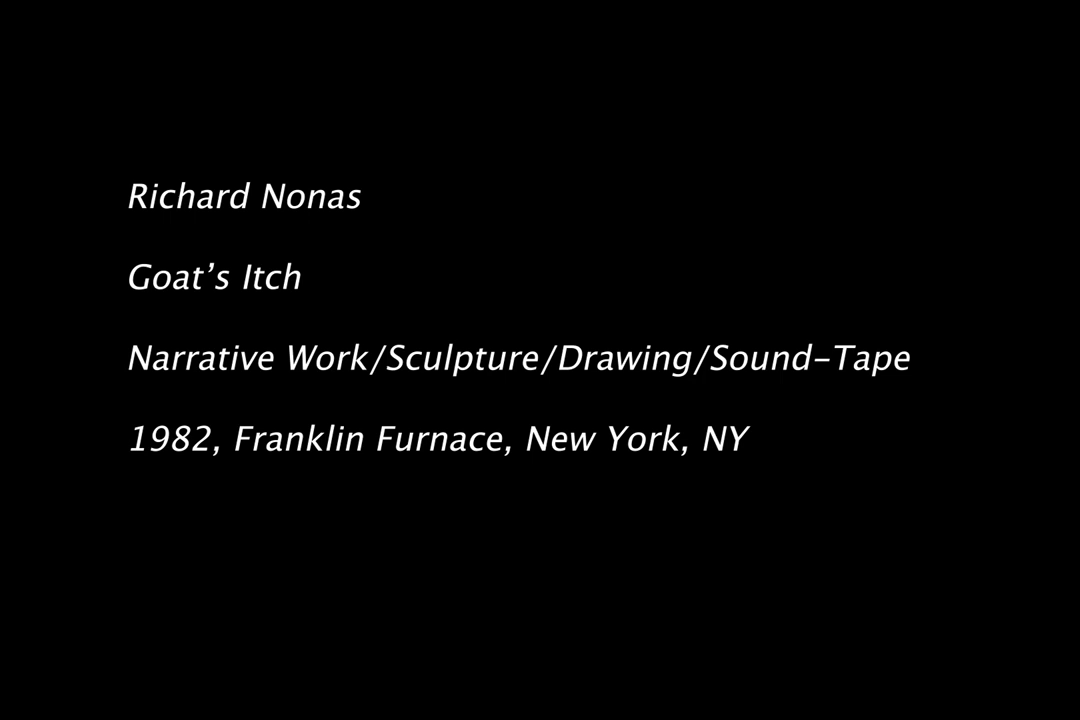 Richard Nonas
Goat’s Itch
Narrative Work/Sculpture/Drawing/Sound-Tape
1982, Franklin Furnace, New York, NY